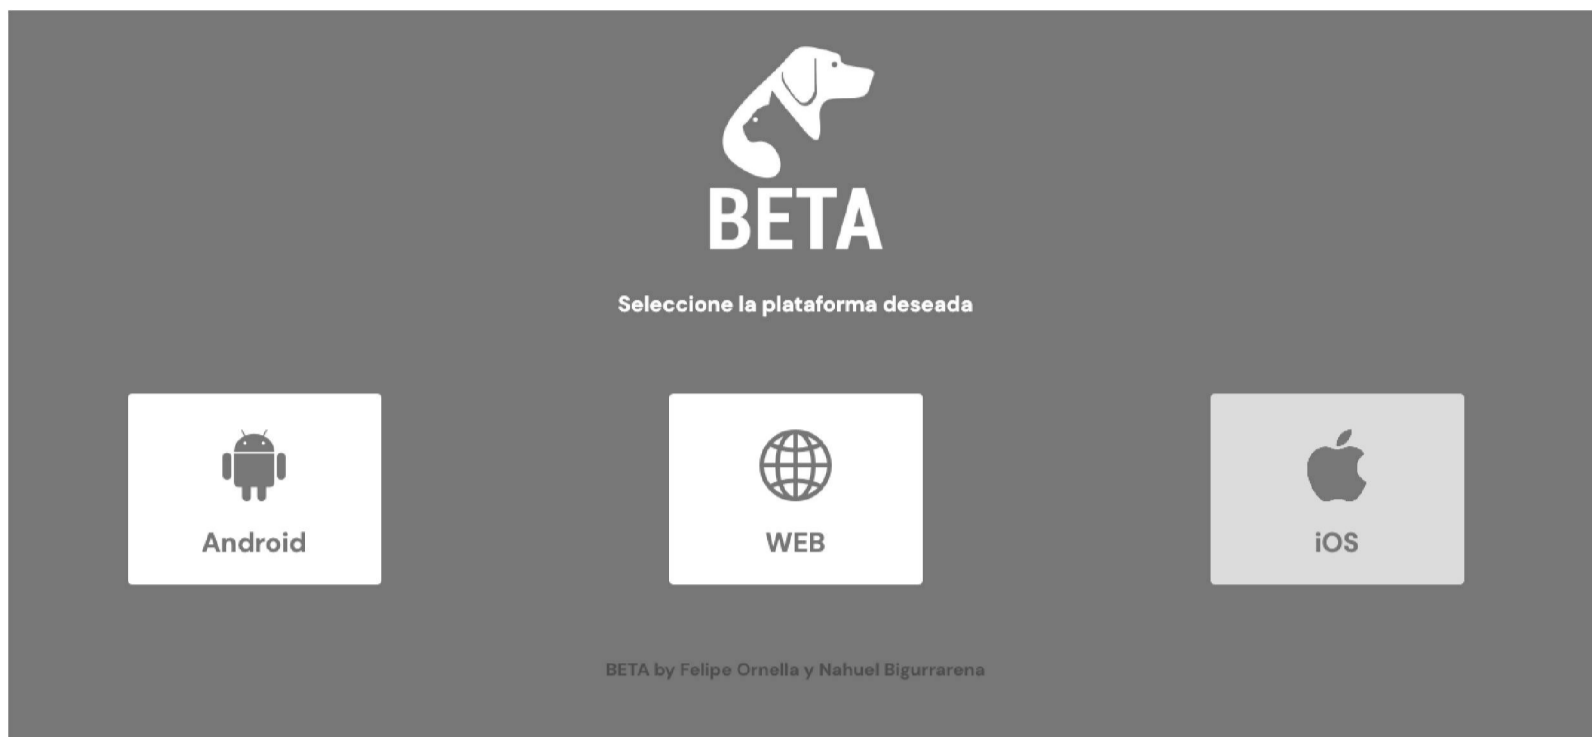 BETA
Seleccione la plataforma deseada
Android
WEB
iOS
BETA by Felipe Ornella y Nahuel Bigurrarena